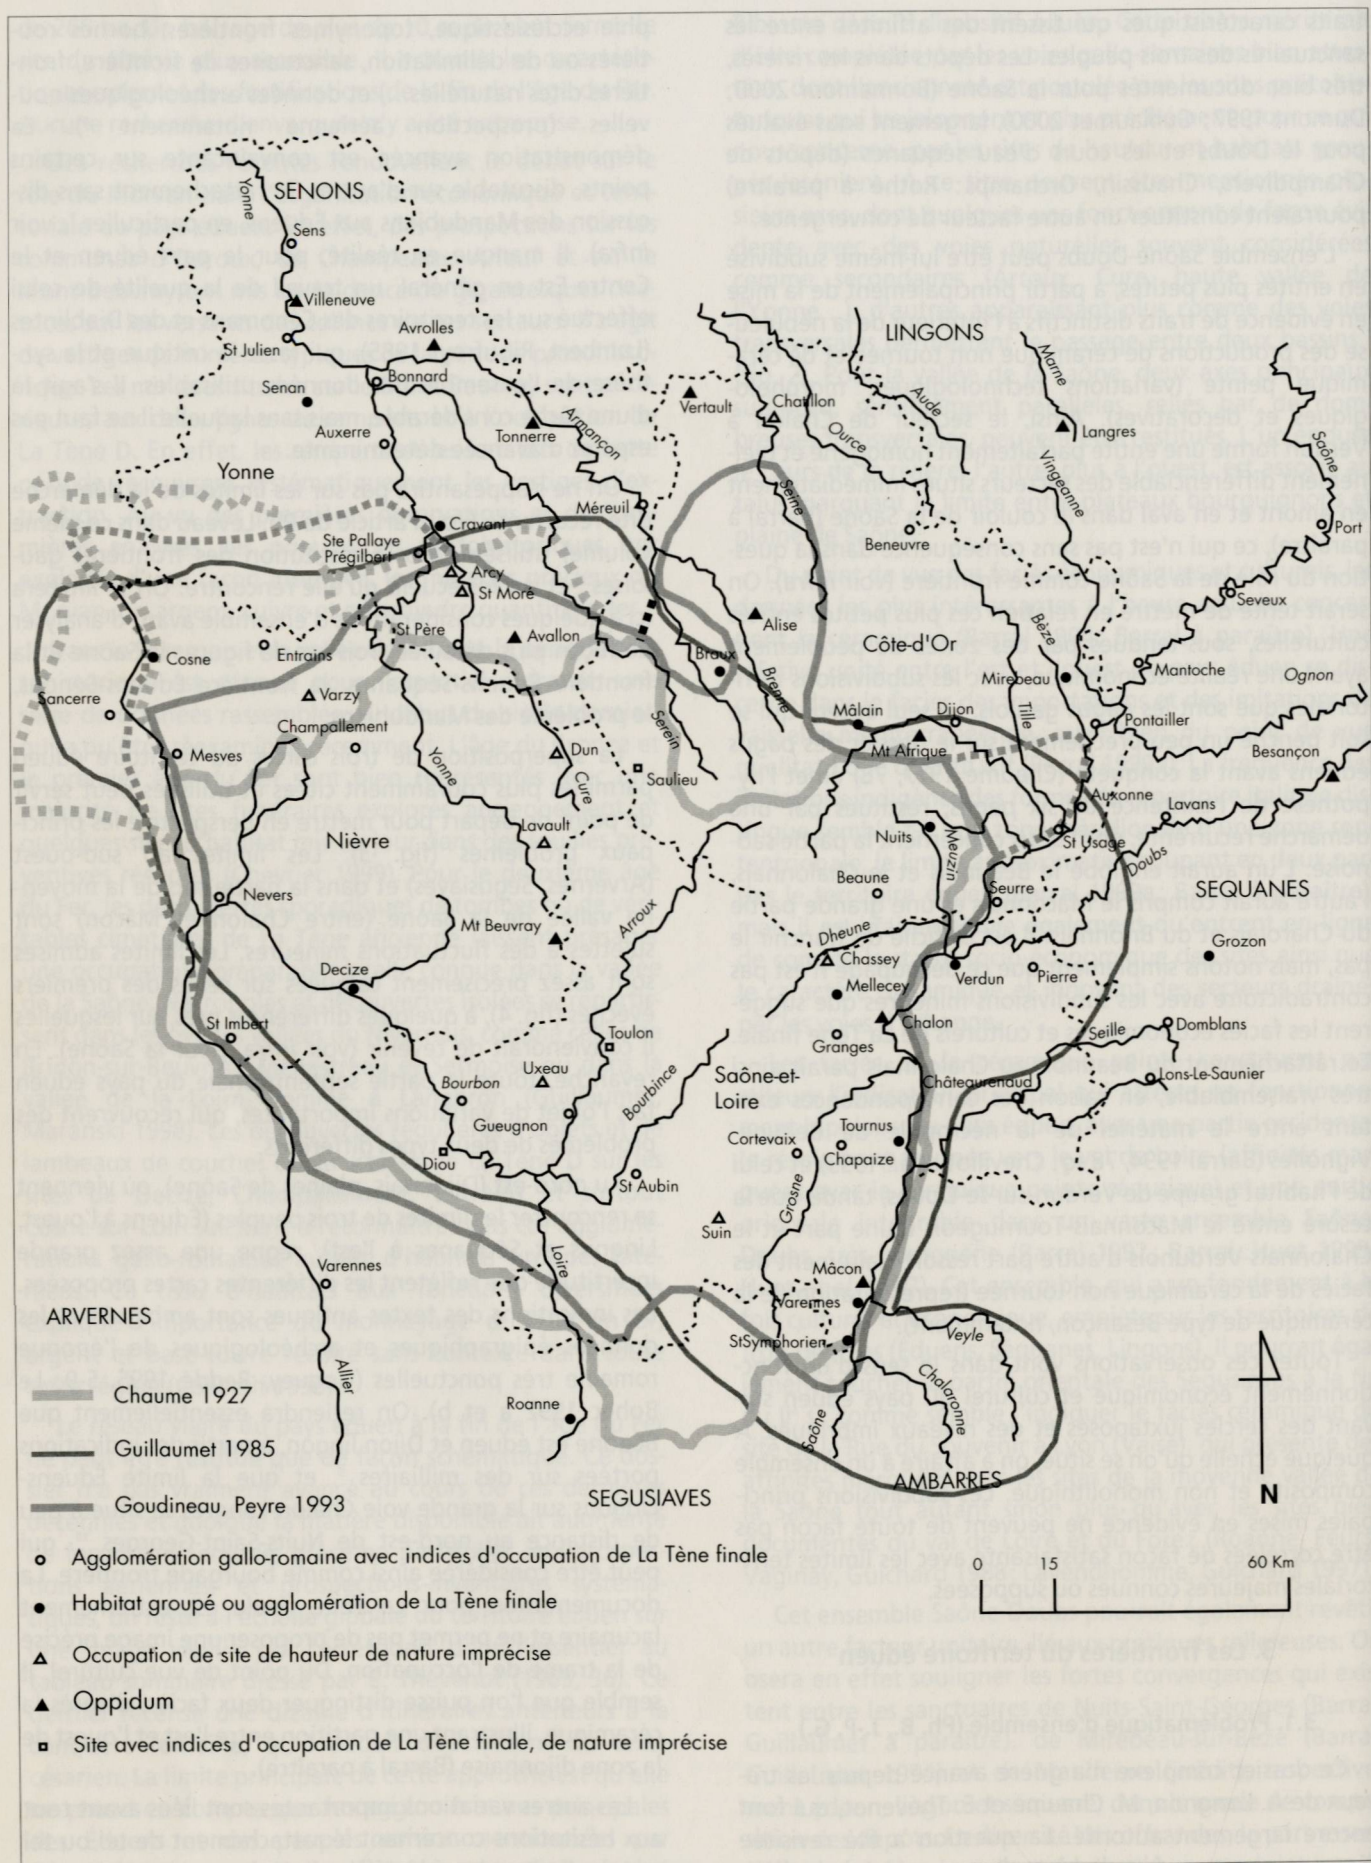 SENONS
Yonne
Sens
Villeneuve
Avrolles
St Julien
Bonnard
Senan
Auxerre
Tonnerre
Armançon
Yonne
LINGONS
Marne
Vertault
Chatillon
Aude
Ource
Langres
Vingeanne
Saône
Seine
Méreuil
Cravant
Ste Pallaye
Prégilbert
Arcy
St Moré
Beneuvre
Port
Seveux
St Père
Avallon
Alise
Côte-d'Or
Bèze
Cosne
Entrains
Braux
Brenne
Mirebeau
Mantoche
Ognon
Sancerre
Varzy
Tille
Champallement
Mâlain
Dijon
Pontailler
Serein
Mt Afrique
Besançon
Mesves
Yonne
Dun
Cure
Saulieu
Auxonne
Lavans
Nuits
Meuzin
St Usage
Doubs
Nièvre
Lavault
Beaune
Seurre
SEQUANES
Nevers
Arroux
Mt Beuvray
Dheune
Chassey
Grozon
Decize
Mellecey
Verdun
Pierre
Chalon
St Imbert
Toulon
Granges
Seille
Domblans
Uxeau
Saône-et-
Loire
Bourbon
Bourbince
Châteaurenaud
Lons-Le-Saunier
Gueugnon
Cortevaix
Tournus
Chapaize
Diou
St Aubin
Grosne
Suin
Loire
Varennes
Mâcon
Varennes
StSymphorien
Veyle
ARVERNES
Allier
Chalaronne
Chaume 1927
Roanne
Saône
Guillaumet 1985
AMBARRES
Goudineau, Peyre 1993
SEGUSIAVES
N
Agglomération gallo-romaine avec indices d'occupation de La Tène finale
0 15 60 Km
Habitat groupé ou agglomération de La Tène finale
Occupation de site de hauteur de nature imprécise
Oppidum
Site avec indices d'occupation de La Tène finale, de nature imprécise